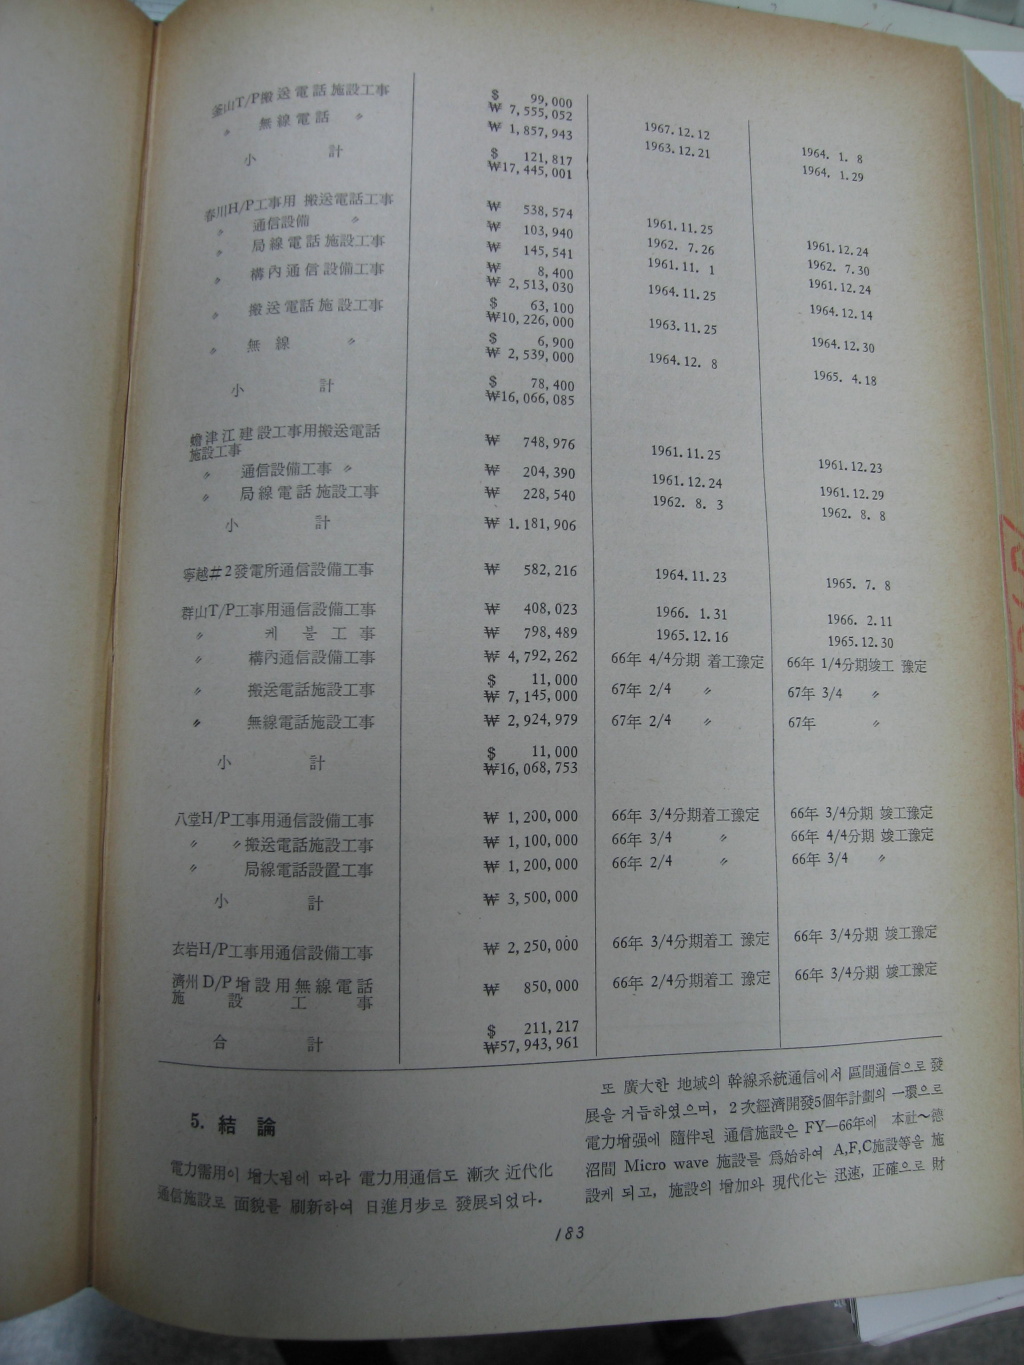 釜山T/P搬送電話施設工事 $ 99,000
₩ 7,555,052
〃 無線電話 〃 ₩ 1,857,943 1967.12.12 1964. 1. 8
小 計 $ 121,817 1963.12.21 1964. 1.29
₩17,445,001
春川H/P工事用 搬送電話工事 ₩ 538,574 1961.11.25 1961.12.24
〃 通信設備 〃 ₩ 103,940 1962. 7.26 1962. 7.30
〃 局線電話施設工事 ₩ 145,541 1961.11. 1 1961.12.24
〃 構內通信設備工事 ₩ 8,400
₩ 2,513,030 1964.11.25 1964.12.14
〃 搬送電話施設工事 $ 63,100
₩10,226,000 1963.11.25 1964.12.30
〃 無線 〃 $ 6,900
₩ 2,539,000 1964.12. 8 1965. 4.18
小 計 $ 78,400
₩16,066,085
蟾津江建設工事用搬送電話
施設工事 ₩ 748,976 1961.11.25 1961.12.23
〃 通信設備工事 〃 ₩ 204,390 1961.12.24 1961.12.29
〃 局線電話施設工事 ₩ 228,540 1962. 8. 3 1962. 8. 8
小 計 ₩ 1.181,906
寧越#2發電所通信設備工事 ₩ 582,216 1964.11.23 1965. 7. 8
群山T/P工事用通信設備工事 ₩ 408,023 1966. 1.31 1966. 2.11
〃 케불工事 ₩ 798,489 1965.12.16 1965.12.30
〃 構內通信設備工事 ₩ 4,792,262 66年 4/4分期 着工豫定 66年 1/4分期竣工 豫定
〃 搬送電話施設工事 $ 11,000
₩ 7,145,000 67年 2/4 〃 67年 3/4 〃
〃 無線電話施設工事 ₩ 2,924,979 67年 2/4 〃 67年 〃
小 計 $ 11,000
₩16,068,753
八堂H/P工事用通信設備工事 ₩ 1,200,000 66年 3/4分期着工豫定 66年 3/4分期 竣工豫定
〃 〃搬送電話施設工事 ₩ 1,100,000 66年 3/4 〃 66年 4/4分期 竣工豫定
〃 局線電話設置工事 ₩ 1,200,000 66年 2/4 〃 66年 3/4 〃
小 計 ₩ 3,500,000
衣岩H/P工事用通信設備工事 ₩ 2,250,000 66年 3/4分期着工 豫定 66年 3/4分期 竣工豫定
濟州D/P增設用無線電話
施設工事 ₩ 850,000 66年 2/4分期着工 豫定 66年 3/4分期 竣工豫定
合 計 $ 211,217
₩57,943,961
5. 結論
電力需用이 增大됨에 따라 電力用通信도 漸次 近代化
通信施設로 面貌를 刷新하여 日進月步로 發展되었다.
또 廣大한 地域의 幹線系統通信에서 區間通信으로 發
展을 거듭하였으며, 2次經濟開發5個年計劃의 一環으로
電力增强에 隨伴된 通信施設은 FY—66年에 本社~德
沼間 Micro wave 施設를 爲始하여 A,F,C施設等을 施
設케 되고, 施設의 增加와 現代化는 迅速, 正確으로 財
183